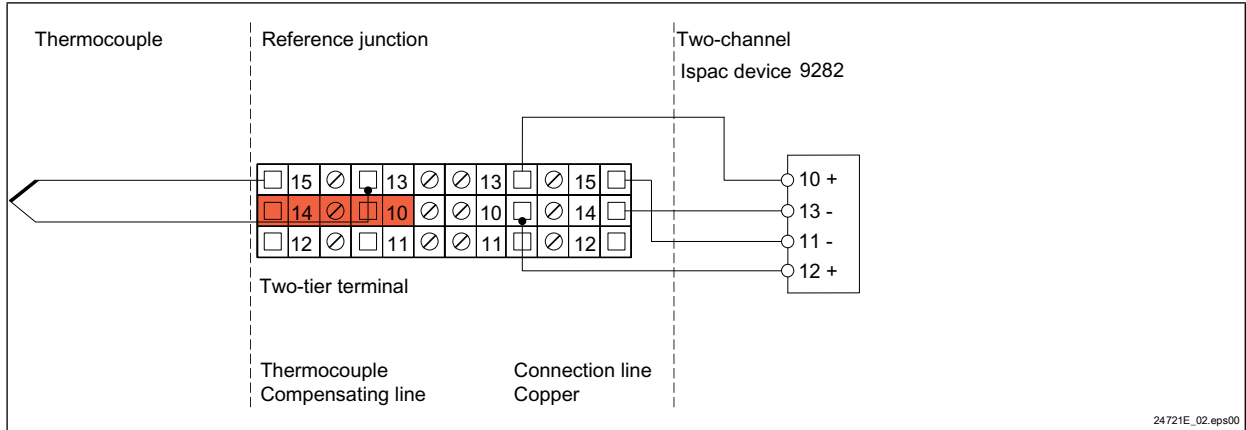 Thermocouple
Reference junction
Two-channel
Ispac device 9282
15 13 13 15
14 10 10 14
12 11 11 12
10 +
13 -
11 -
12 +
Two-tier terminal
Thermocouple
Compensating line
Connection line
Copper
24721E_02.eps00